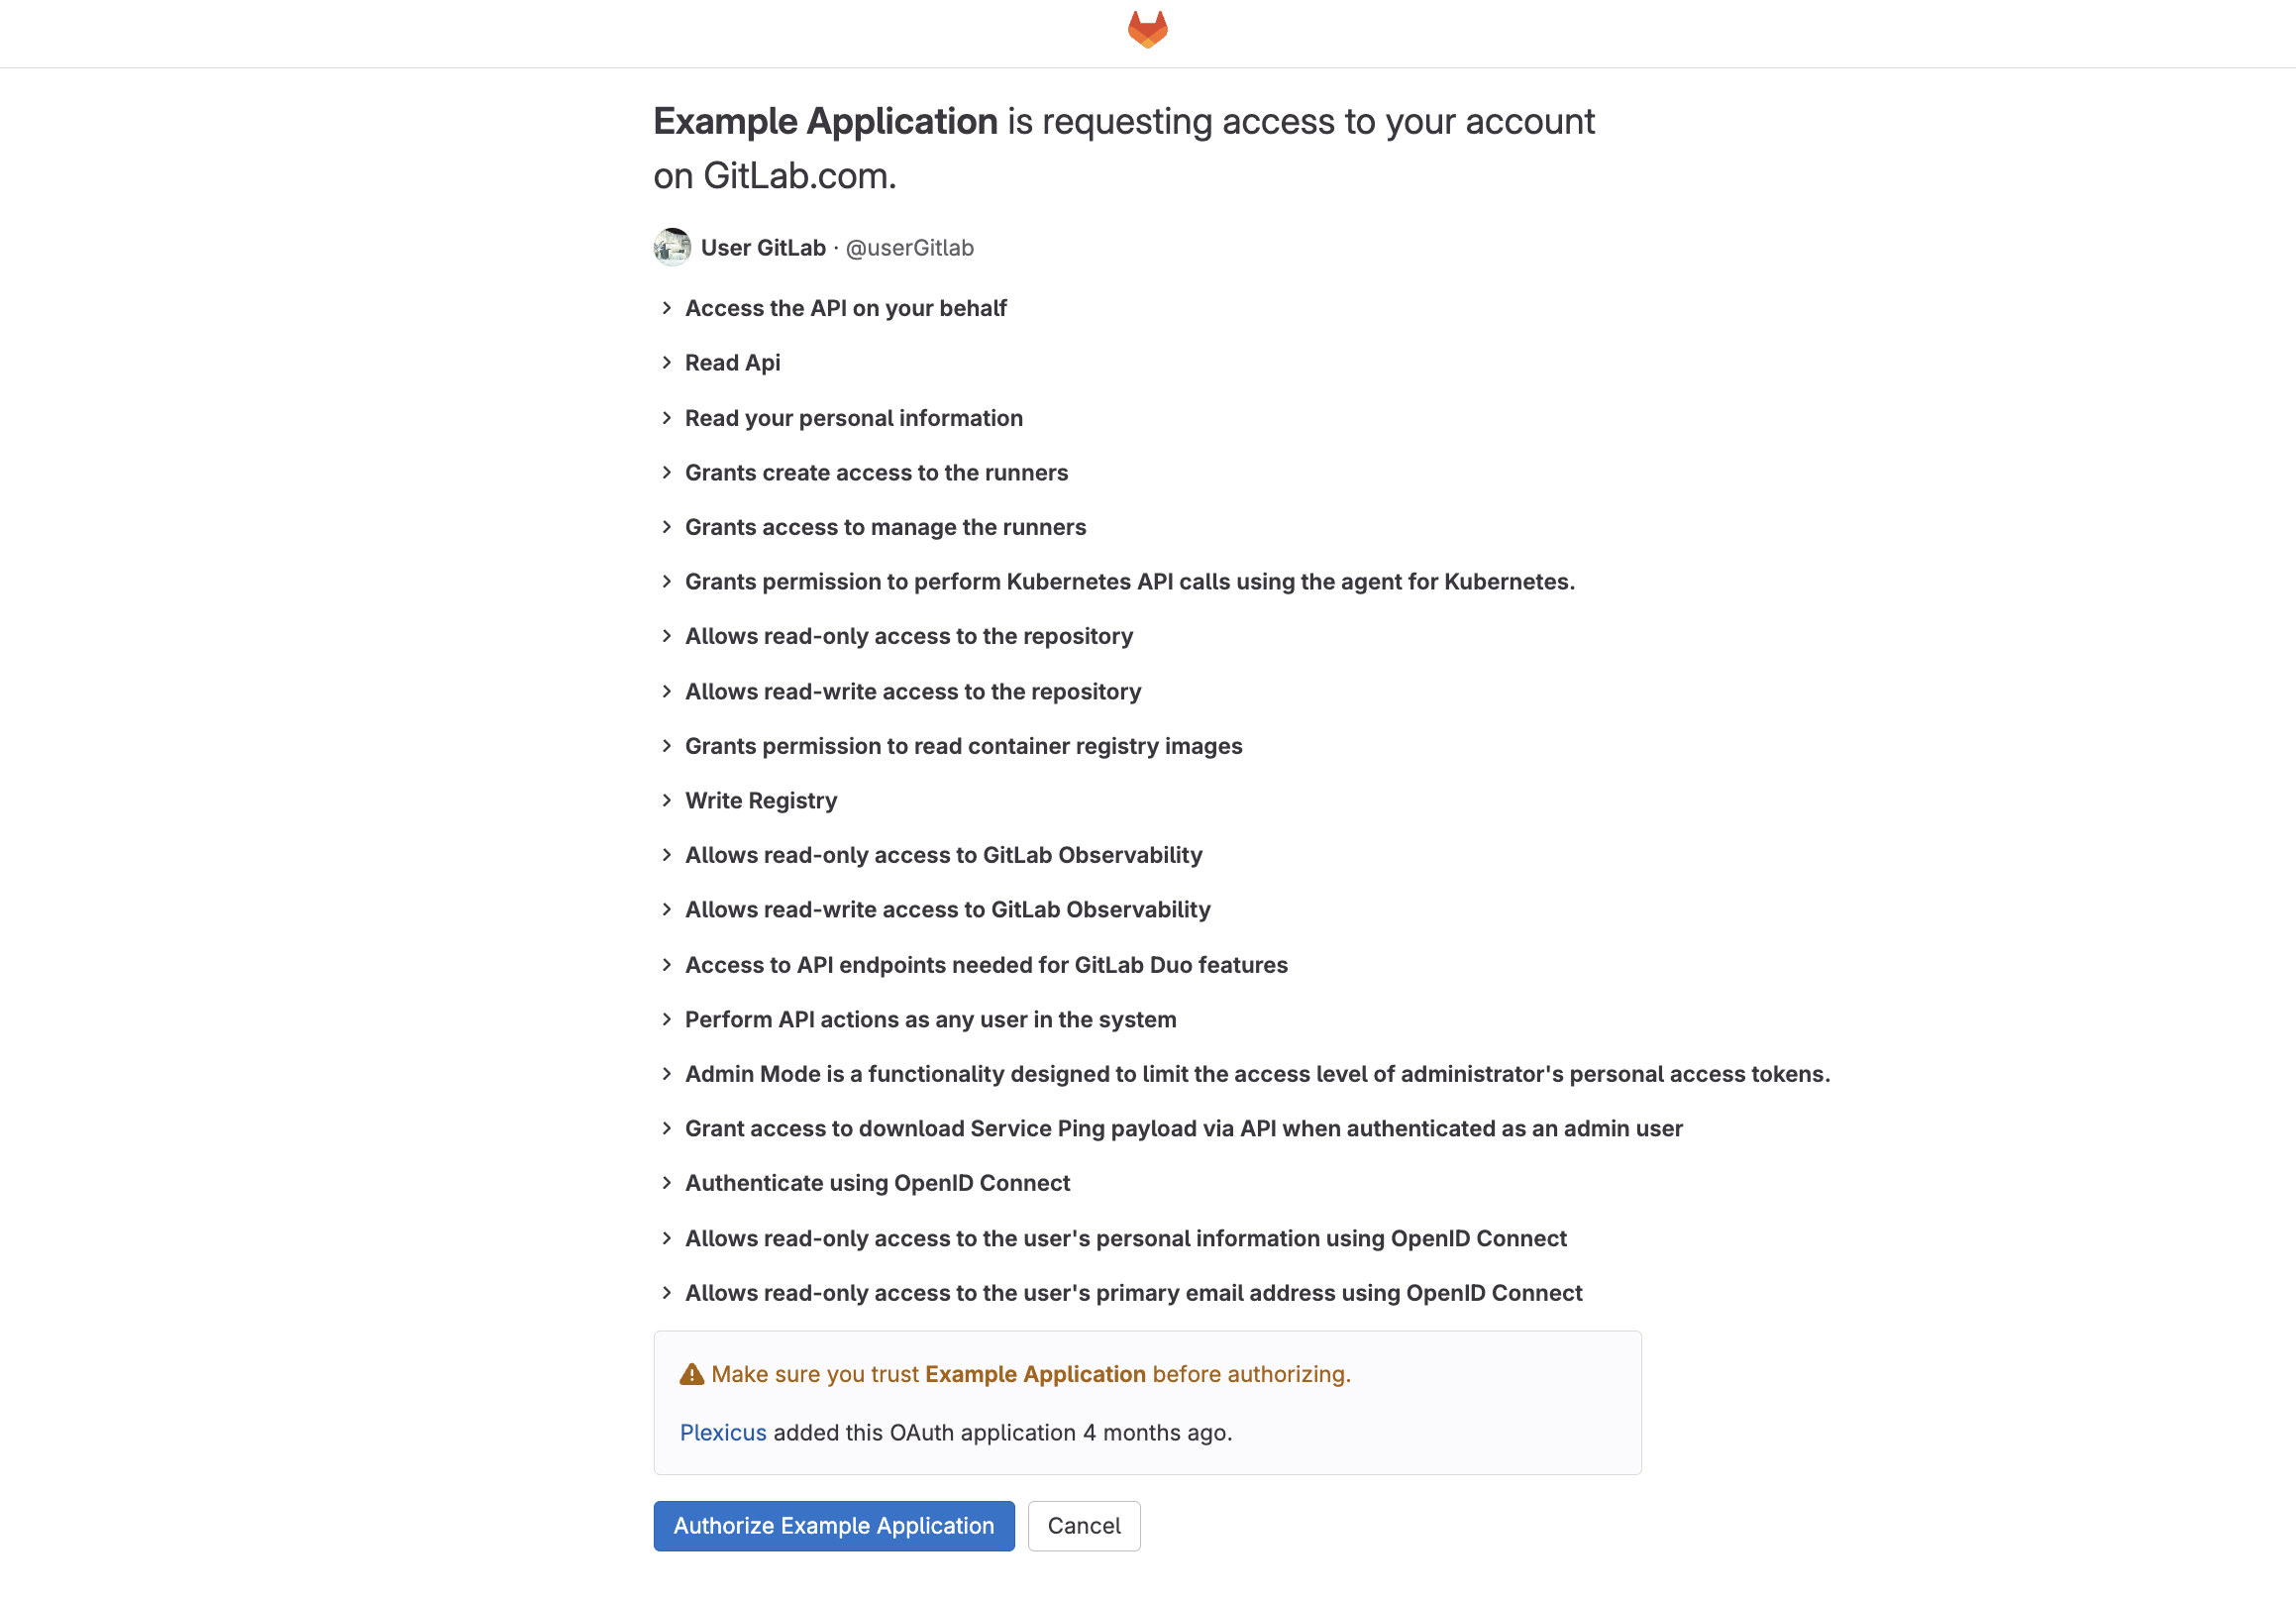 Example Application is requesting access to your account
on GitLab.com.
User GitLab · @userGitlab
Access the API on your behalf
Read Api
Read your personal information
Grants create access to the runners
Grants access to manage the runners
Grants permission to perform Kubernetes API calls using the agent for Kubernetes.
Allows read-only access to the repository
Allows read-write access to the repository
Grants permission to read container registry images
Write Registry
Allows read-only access to GitLab Observability
Allows read-write access to GitLab Observability
Access to API endpoints needed for GitLab Duo features
Perform API actions as any user in the system
Admin Mode is a functionality designed to limit the access level of administrator's personal access tokens.
Grant access to download Service Ping payload via API when authenticated as an admin user
Authenticate using OpenID Connect
Allows read-only access to the user's personal information using OpenID Connect
Allows read-only access to the user's primary email address using OpenID Connect
Make sure you trust Example Application before authorizing.
Plexicus added this OAuth application 4 months ago.
Authorize Example Application
Cancel